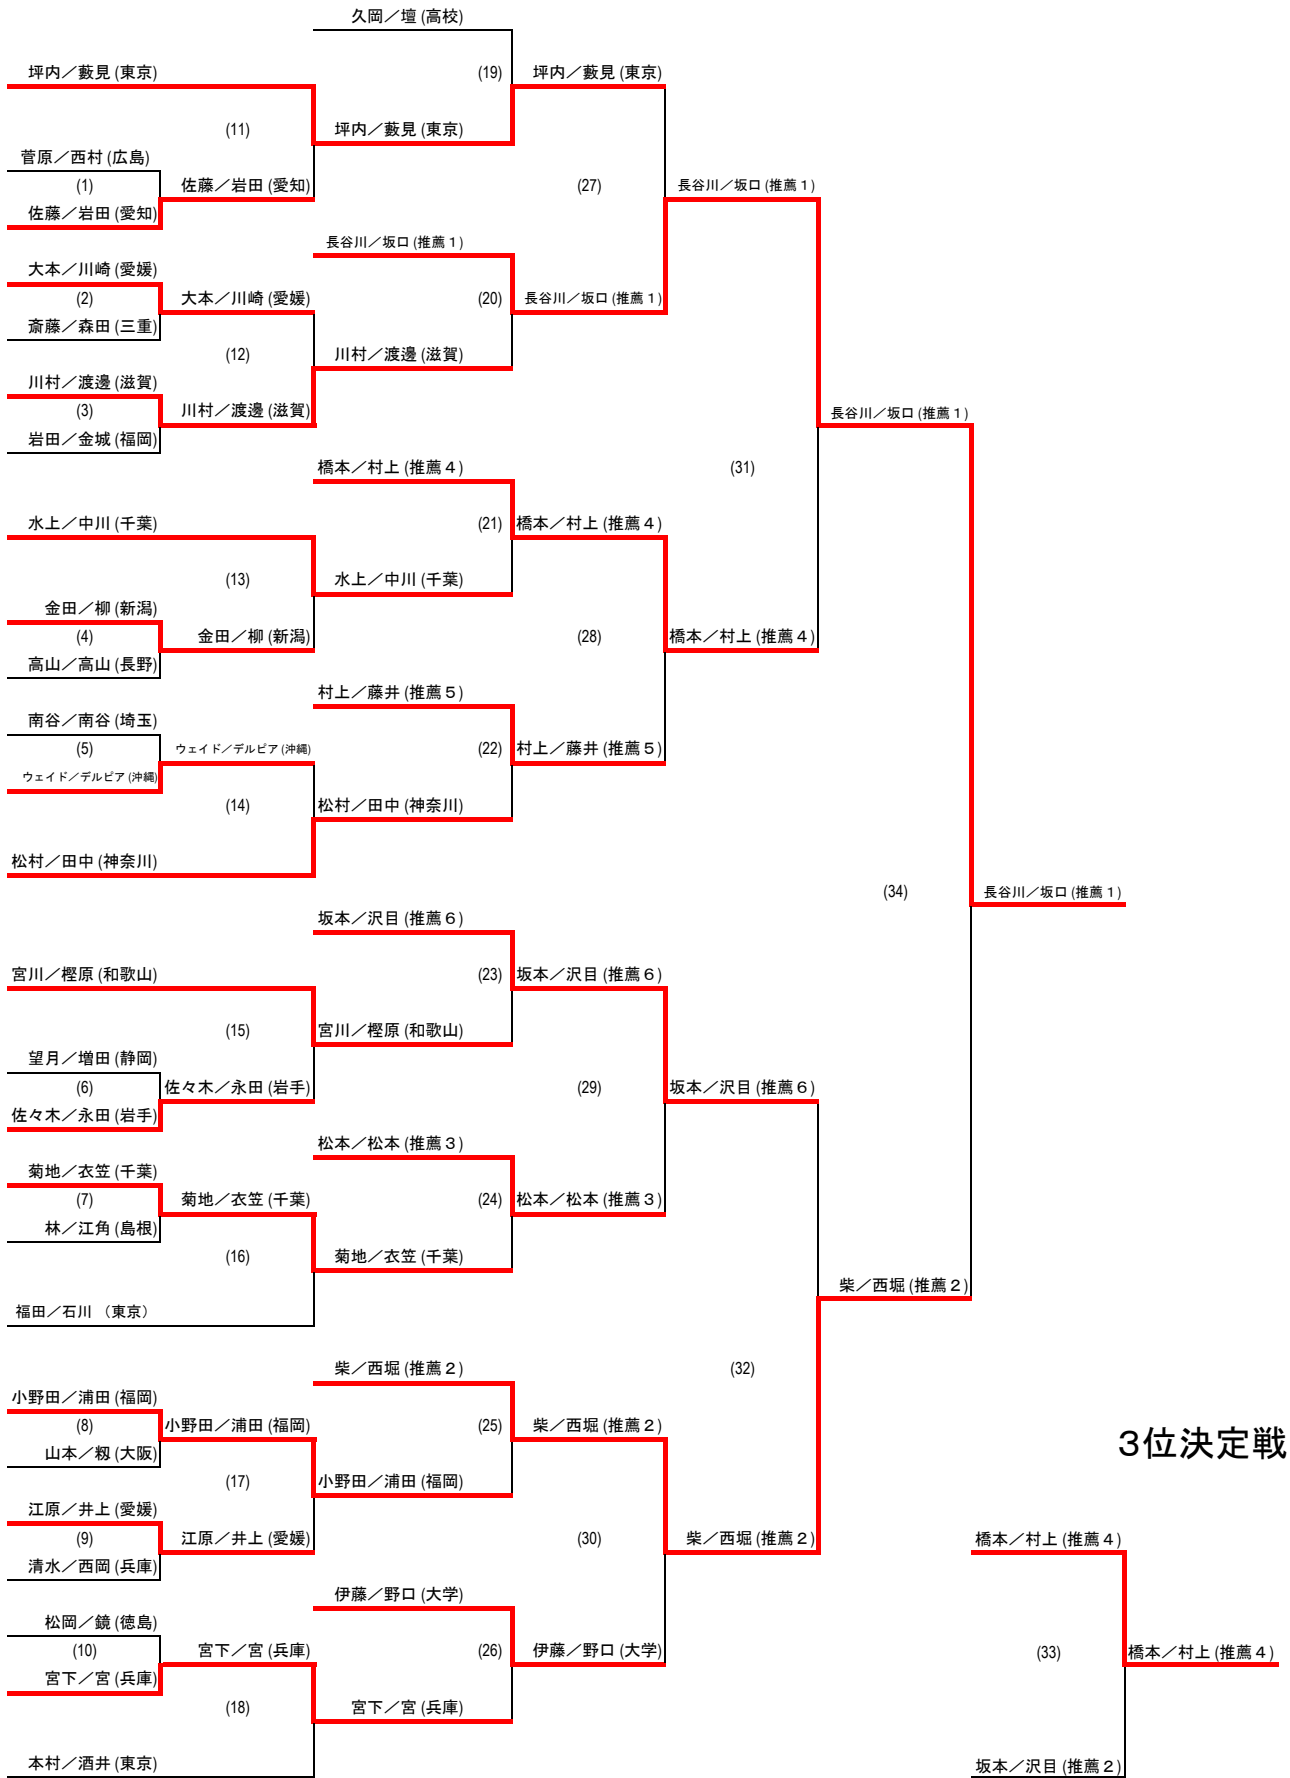 久岡／壇 (高校)
坪内／藪見 (東京)
(19)
坪内／藪見 (東京)
(11)
坪内／藪見 (東京)
菅原／西村 (広島)
(1)
佐藤／岩田 (愛知)
(27)
長谷川／坂口 (推薦１)
佐藤／岩田 (愛知)
長谷川／坂口 (推薦１)
大本／川崎 (愛媛)
(2)
大本／川崎 (愛媛)
(20)
長谷川／坂口 (推薦１)
斎藤／森田 (三重)
(12)
川村／渡邊 (滋賀)
川村／渡邊 (滋賀)
(3)
川村／渡邊 (滋賀)
長谷川／坂口 (推薦１)
岩田／金城 (福岡)
橋本／村上 (推薦４)
(31)
水上／中川 (千葉)
(21)
橋本／村上 (推薦４)
(13)
水上／中川 (千葉)
金田／柳 (新潟)
(4)
金田／柳 (新潟)
(28)
橋本／村上 (推薦４)
高山／高山 (長野)
村上／藤井 (推薦５)
南谷／南谷 (埼玉)
(5)
ウェイド／デルピア (沖縄)
(22)
村上／藤井 (推薦５)
ウェイド／デルピア (沖縄)
(14)
松村／田中 (神奈川)
松村／田中 (神奈川)
(34)
長谷川／坂口 (推薦１)
坂本／沢目 (推薦６)
宮川／樫原 (和歌山)
(23)
坂本／沢目 (推薦６)
(15)
宮川／樫原 (和歌山)
望月／増田 (静岡)
(6)
佐々木／永田 (岩手)
(29)
坂本／沢目 (推薦６)
佐々木／永田 (岩手)
松本／松本 (推薦３)
菊地／衣笠 (千葉)
(7)
菊地／衣笠 (千葉)
(24)
松本／松本 (推薦３)
林／江角 (島根)
(16)
菊地／衣笠 (千葉)
柴／西堀 (推薦２)
福田／石川 （東京）
柴／西堀 (推薦２)
(32)
小野田／浦田 (福岡)
(8)
小野田／浦田 (福岡)
(25)
柴／西堀 (推薦２)
山本／籾 (大阪)
3位決定戦
(17)
小野田／浦田 (福岡)
江原／井上 (愛媛)
(9)
江原／井上 (愛媛)
(30)
柴／西堀 (推薦２)
橋本／村上 (推薦４)
清水／西岡 (兵庫)
伊藤／野口 (大学)
松岡／鏡 (徳島)
(10)
宮下／宮 (兵庫)
(26)
伊藤／野口 (大学)
(33)
橋本／村上 (推薦４)
宮下／宮 (兵庫)
(18)
宮下／宮 (兵庫)
本村／酒井 (東京)
坂本／沢目 (推薦２)